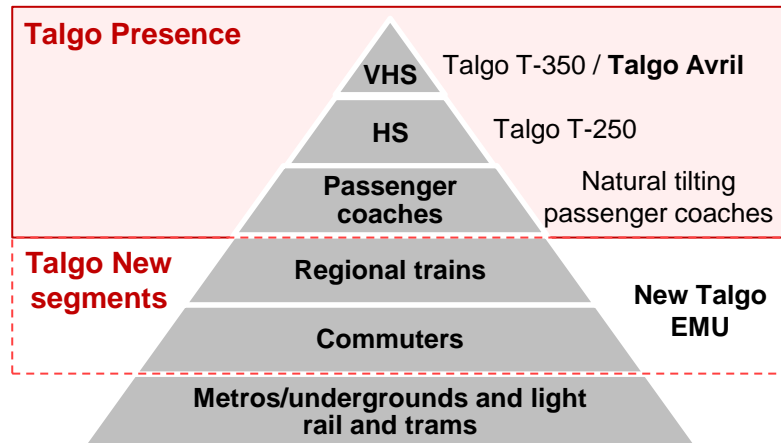 Talgo Presence
VHS
Talgo T-350 / Talgo Avril
HS
Talgo T-250
Passenger
coaches
Natural tilting
passenger coaches
Talgo New
segments
Regional trains
Commuters
New Talgo
EMU
Metros/undergrounds and light
rail and trams